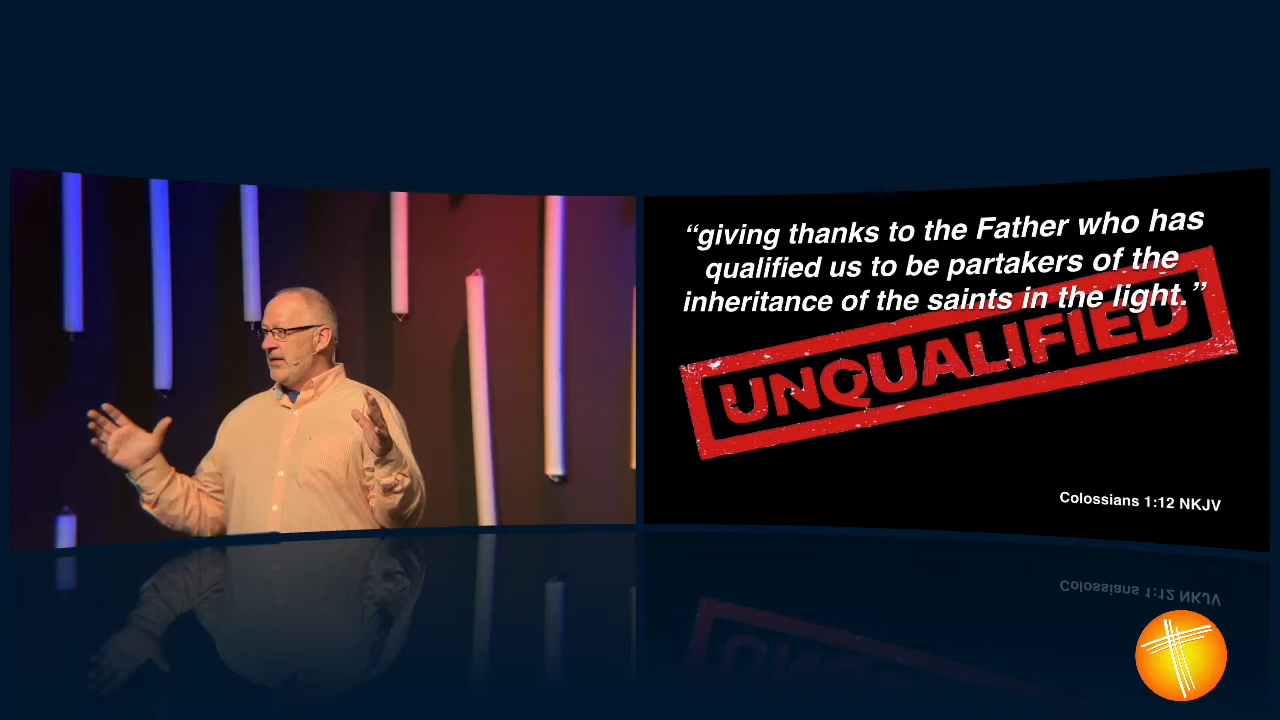 “giving thanks to the Father who has
qualified us to be partakers of the
inheritance of the saints in the light.”
UNQUALIFIED
Colossians 1:12 NKJV